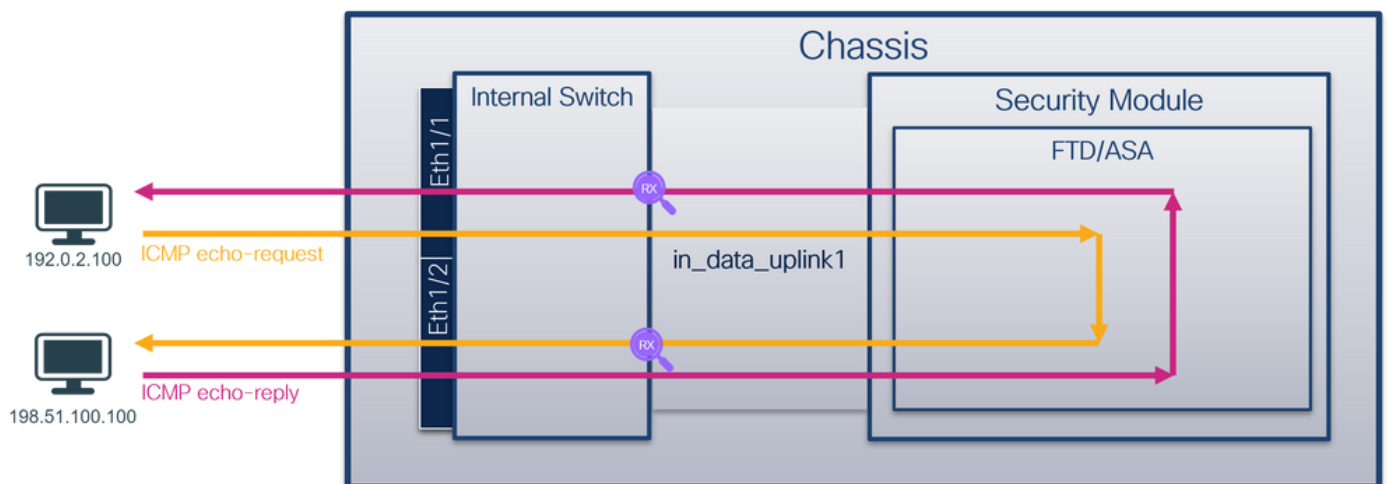 Chassis
Internal Switch
Security Module
FTD/ASA
Eth1/1
RX
192.0.2.100
ICMP echo-request
in_data_uplink1
Eth1/2
RX
ICMP echo-reply
198.51.100.100